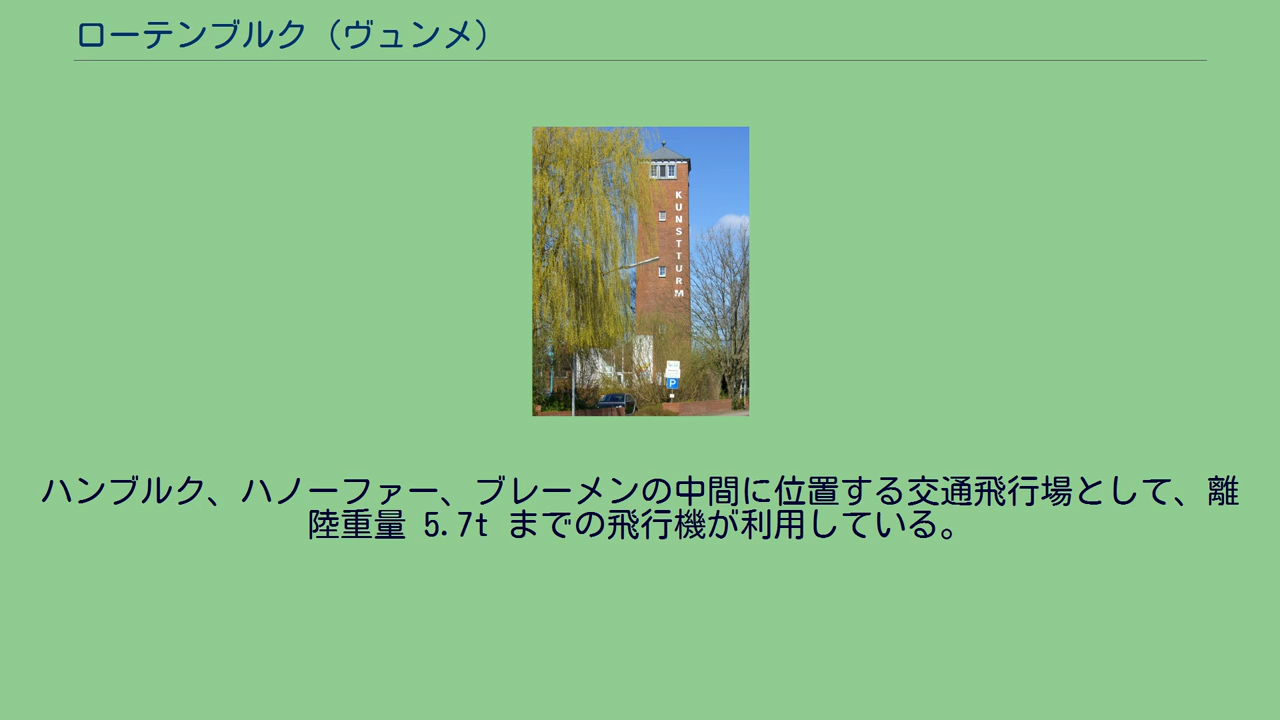 ローテンブルク（ヴュンメ）
KUNSTTURM
P
ハンブルク、ハノーファー、ブレーメンの中間に位置する交通飛行場として、離
陸重量 5.7t までの飛行機が利用している。